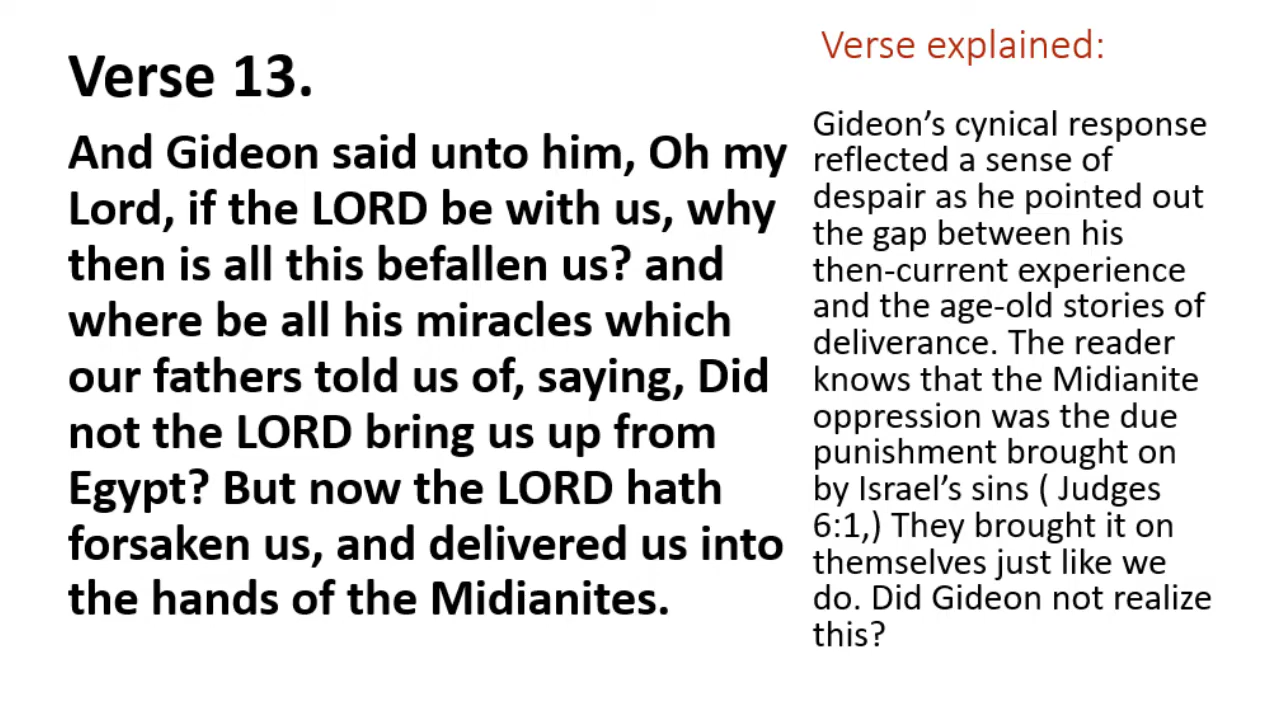 Verse 13.
And Gideon said unto him, Oh my
Lord, if the LORD be with us, why
then is all this befallen us? and
where be all his miracles which
our fathers told us of, saying, Did
not the LORD bring us up from
Egypt? But now the LORD hath
forsaken us, and delivered us into
the hands of the Midianites.
Verse explained:
Gideon’s cynical response
reflected a sense of
despair as he pointed out
the gap between his
then-current experience
and the age-old stories of
deliverance. The reader
knows that the Midianite
oppression was the due
punishment brought on
by Israel’s sins ( Judges
6:1,) They brought it on
themselves just like we
do. Did Gideon not realize
this?